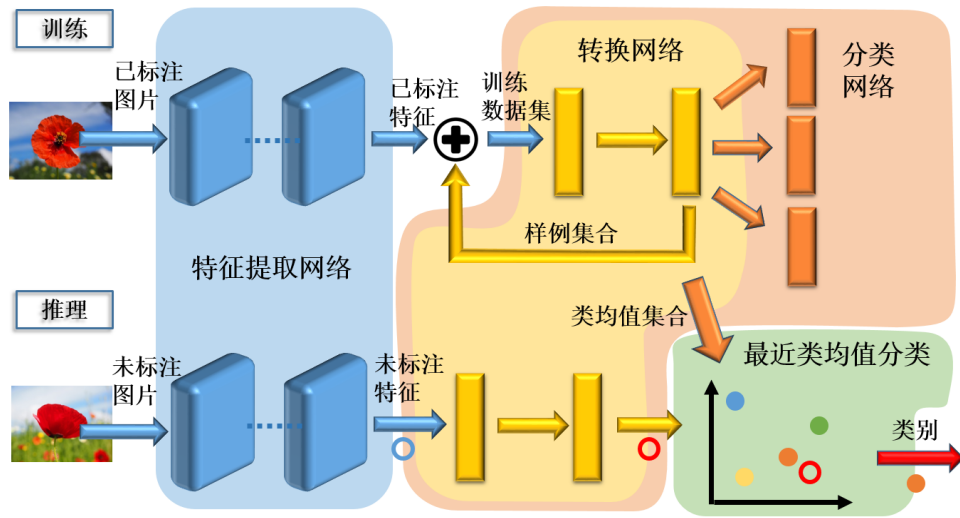 训练
转换网络
分类
网络
已标注
图片
已标注
特征
训练
数据集
样例集合
特征提取网络
推理
类均值集合
未标注
图片
未标注
特征
最近类均值分类
类别